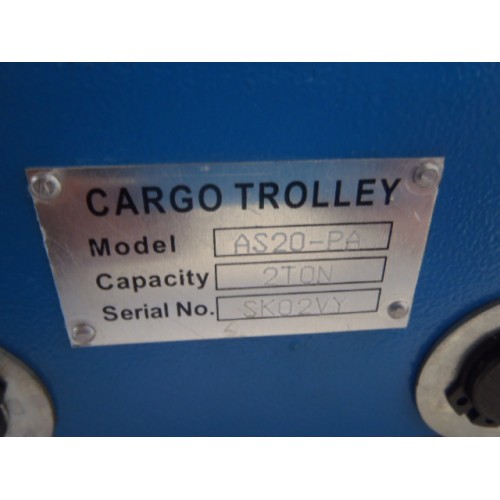 CARGO TROLLEY
Model AS20-PA
Capacity 2TON
Serial No. SK02VY